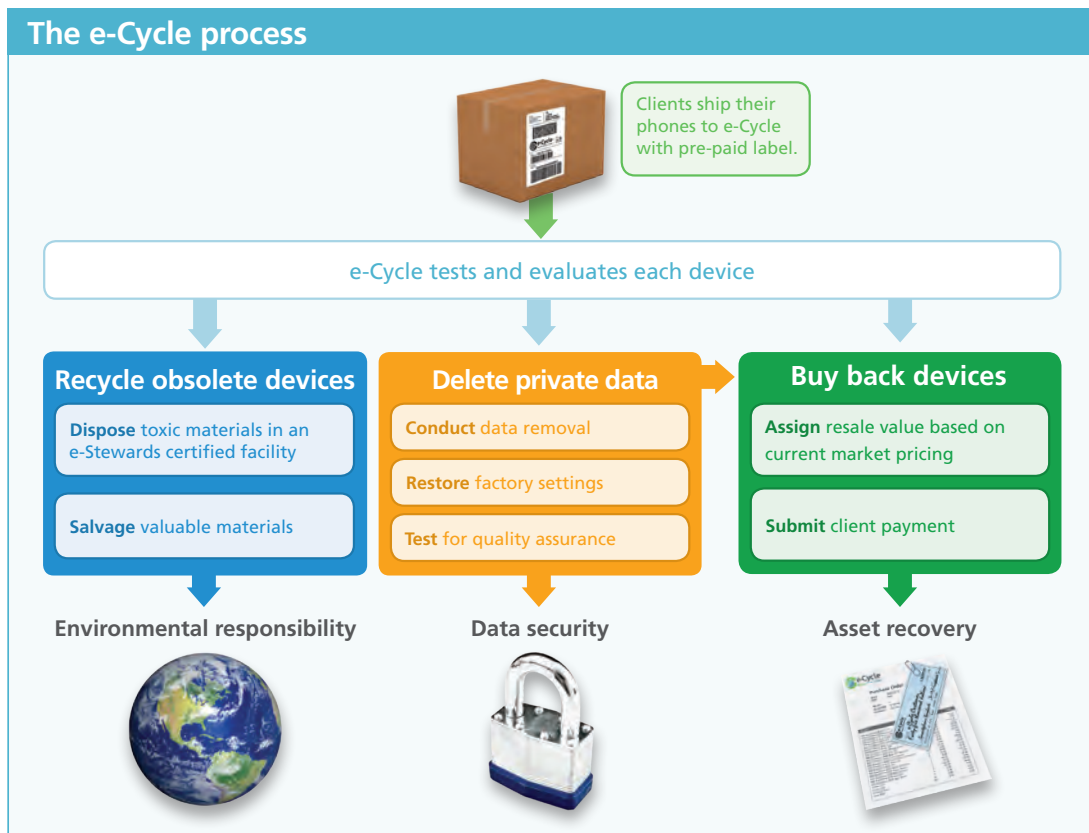 The e-Cycle process
Clients ship their
phones to e-Cycle
with pre-paid label.
e-Cycle tests and evaluates each device
Recycle obsolete devices
Dispose toxic materials in an
e-Stewards certified facility
Salvage valuable materials
Delete private data
Conduct data removal
Restore factory settings
Test for quality assurance
Buy back devices
Assign resale value based on
current market pricing
Submit client payment
Environmental responsibility
Data security
Asset recovery
e-Cycle
Purchase Order